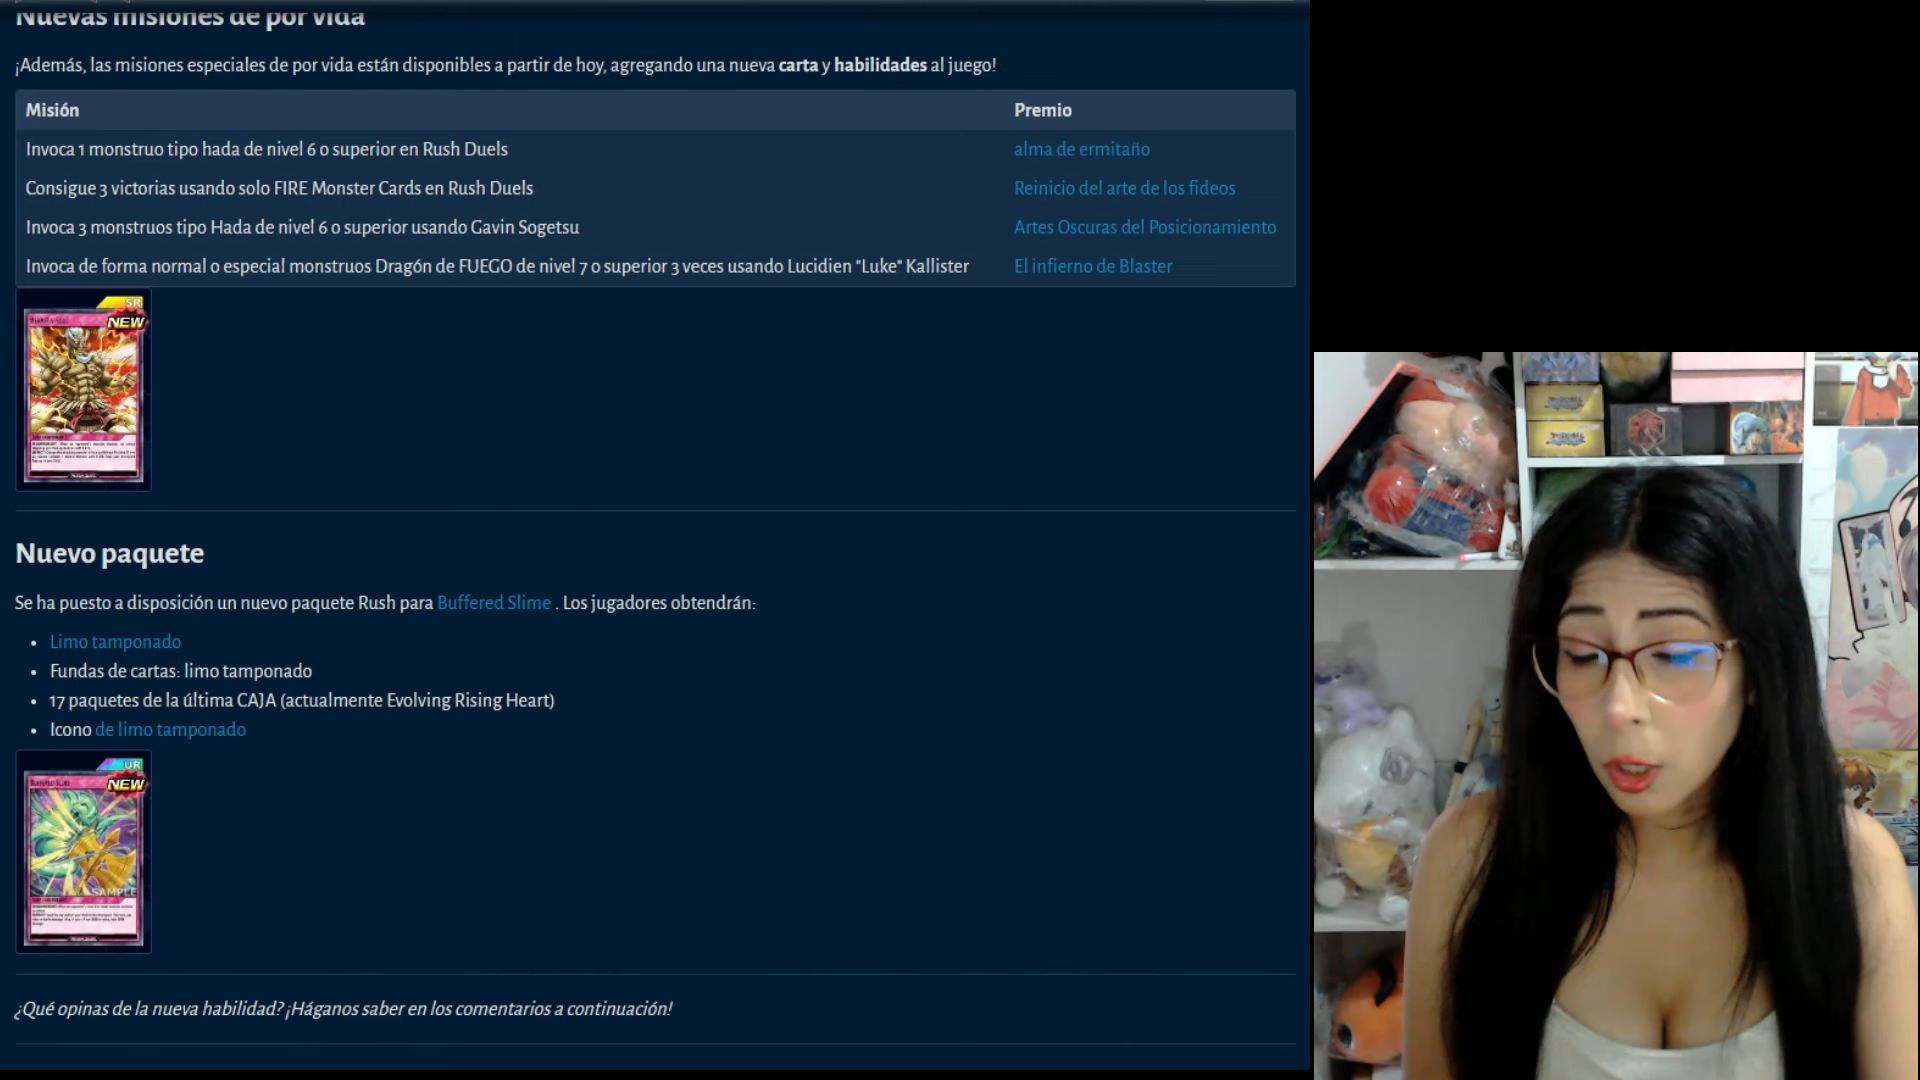 Nuevas misiones de por vida
¡Además, las misiones especiales de por vida están disponibles a partir de hoy, agregando una nueva carta y habilidades al juego!
Misión Premio
Invoca 1 monstruo tipo hada de nivel 6 o superior en Rush Duels alma de ermitaño
Consigue 3 victorias usando solo FIRE Monster Cards en Rush Duels Reinicio del arte de los fideos
Invoca 3 monstruos tipo Hada de nivel 6 o superior usando Gavin Sogetsu Artes Oscuras del Posicionamiento
Invoca de forma normal o especial monstruos Dragón de FUEGO de nivel 7 o superior 3 veces usando Lucidien "Luke" Kallister El infierno de Blaster
SR
NEW
Nuevo paquete
Se ha puesto a disposición un nuevo paquete Rush para Buffered Slime . Los jugadores obtendrán:
• Limo tamponado
• Fundas de cartas: limo tamponado
• 17 paquetes de la última CAJA (actualmente Evolving Rising Heart)
• Icono de limo tamponado
UR
NEW
SAMPLE
¿Qué opinas de la nueva habilidad? ¡Háganos saber en los comentarios a continuación!